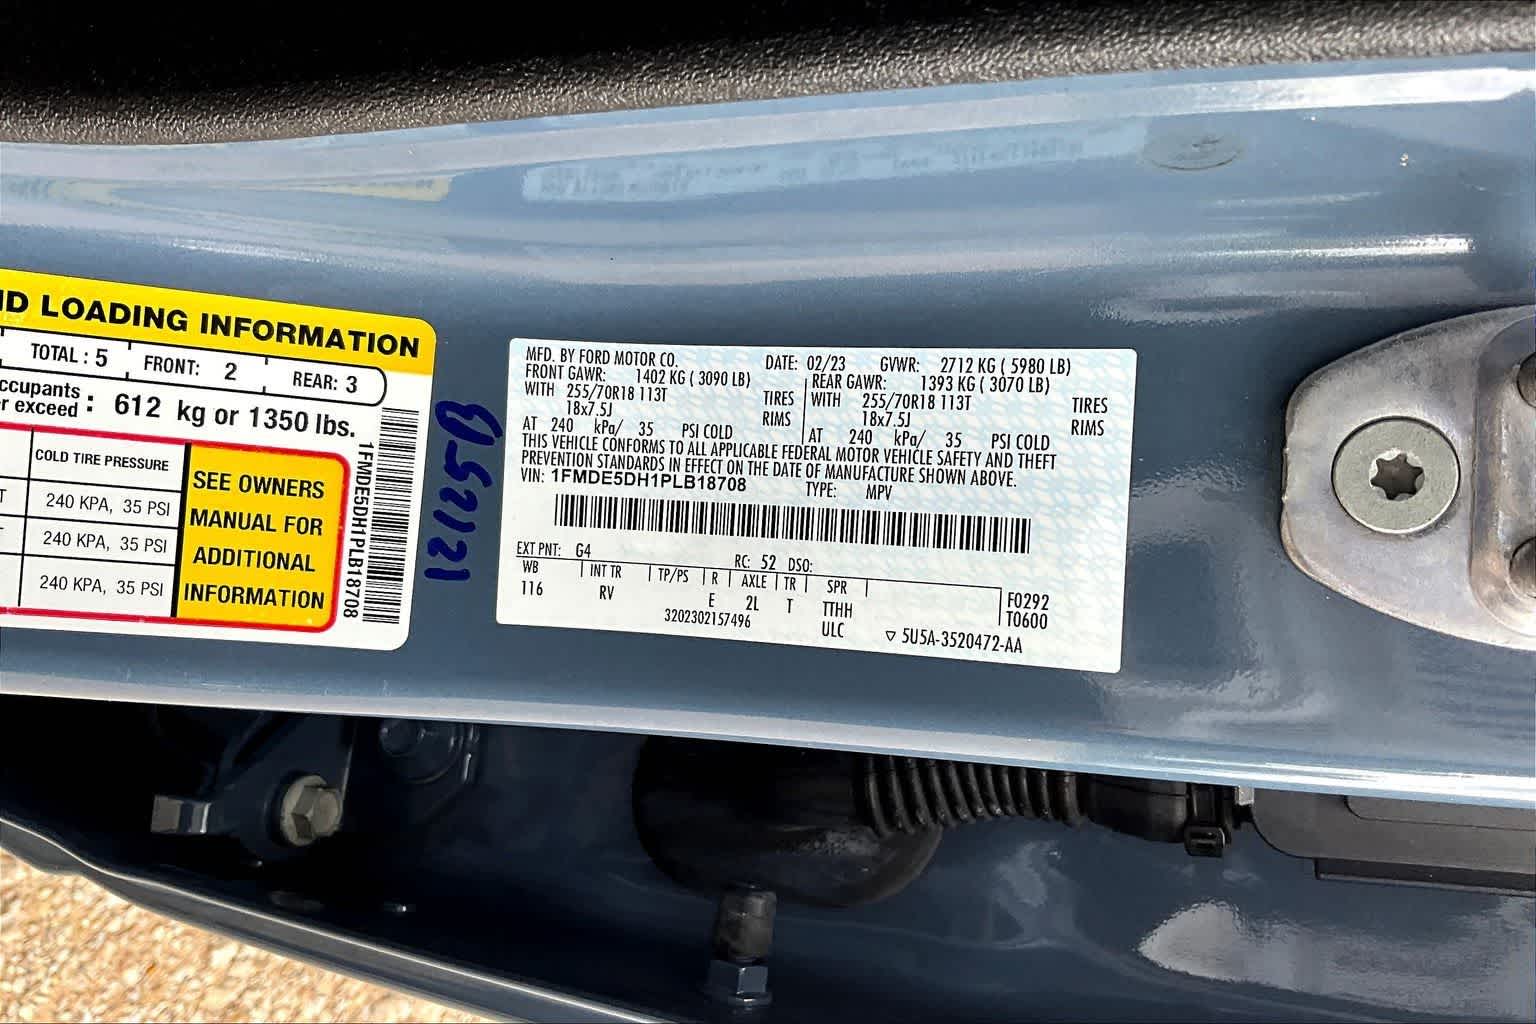 ND LOADING INFORMATION
TOTAL : 5 FRONT: 2 REAR: 3
ccupants
r exceed : 612 kg or 1350 lbs.
COLD TIRE PRESSURE
T 240 KPA, 35 PSI
T 240 KPA, 35 PSI
240 KPA, 35 PSI
SEE OWNERS
MANUAL FOR
ADDITIONAL
INFORMATION
1FMDE5DH1PLB18708
12125B
MFD. BY FORD MOTOR CO. DATE: 02/23 GVWR: 2712 KG ( 5980 LB)
FRONT GAWR: 1402 KG ( 3090 LB) REAR GAWR: 1393 KG ( 3070 LB)
WITH 255/70R18 113T TIRES WITH 255/70R18 113T TIRES
18x7.5J RIMS 18x7.5J RIMS
AT 240 kPa/ 35 PSI COLD AT 240 kPa/ 35 PSI COLD
THIS VEHICLE CONFORMS TO ALL APPLICABLE FEDERAL MOTOR VEHICLE SAFETY AND THEFT
PREVENTION STANDARDS IN EFFECT ON THE DATE OF MANUFACTURE SHOWN ABOVE.
VIN: 1FMDE5DH1PLB18708 TYPE: MPV
EXT PNT: G4 RC: 52 DSO:
WB INT TR TP/PS R AXLE TR SPR
116 RV E 2L T TTHH F0292
3202302157496 ULC T0600
▽ 5U5A-3520472-AA